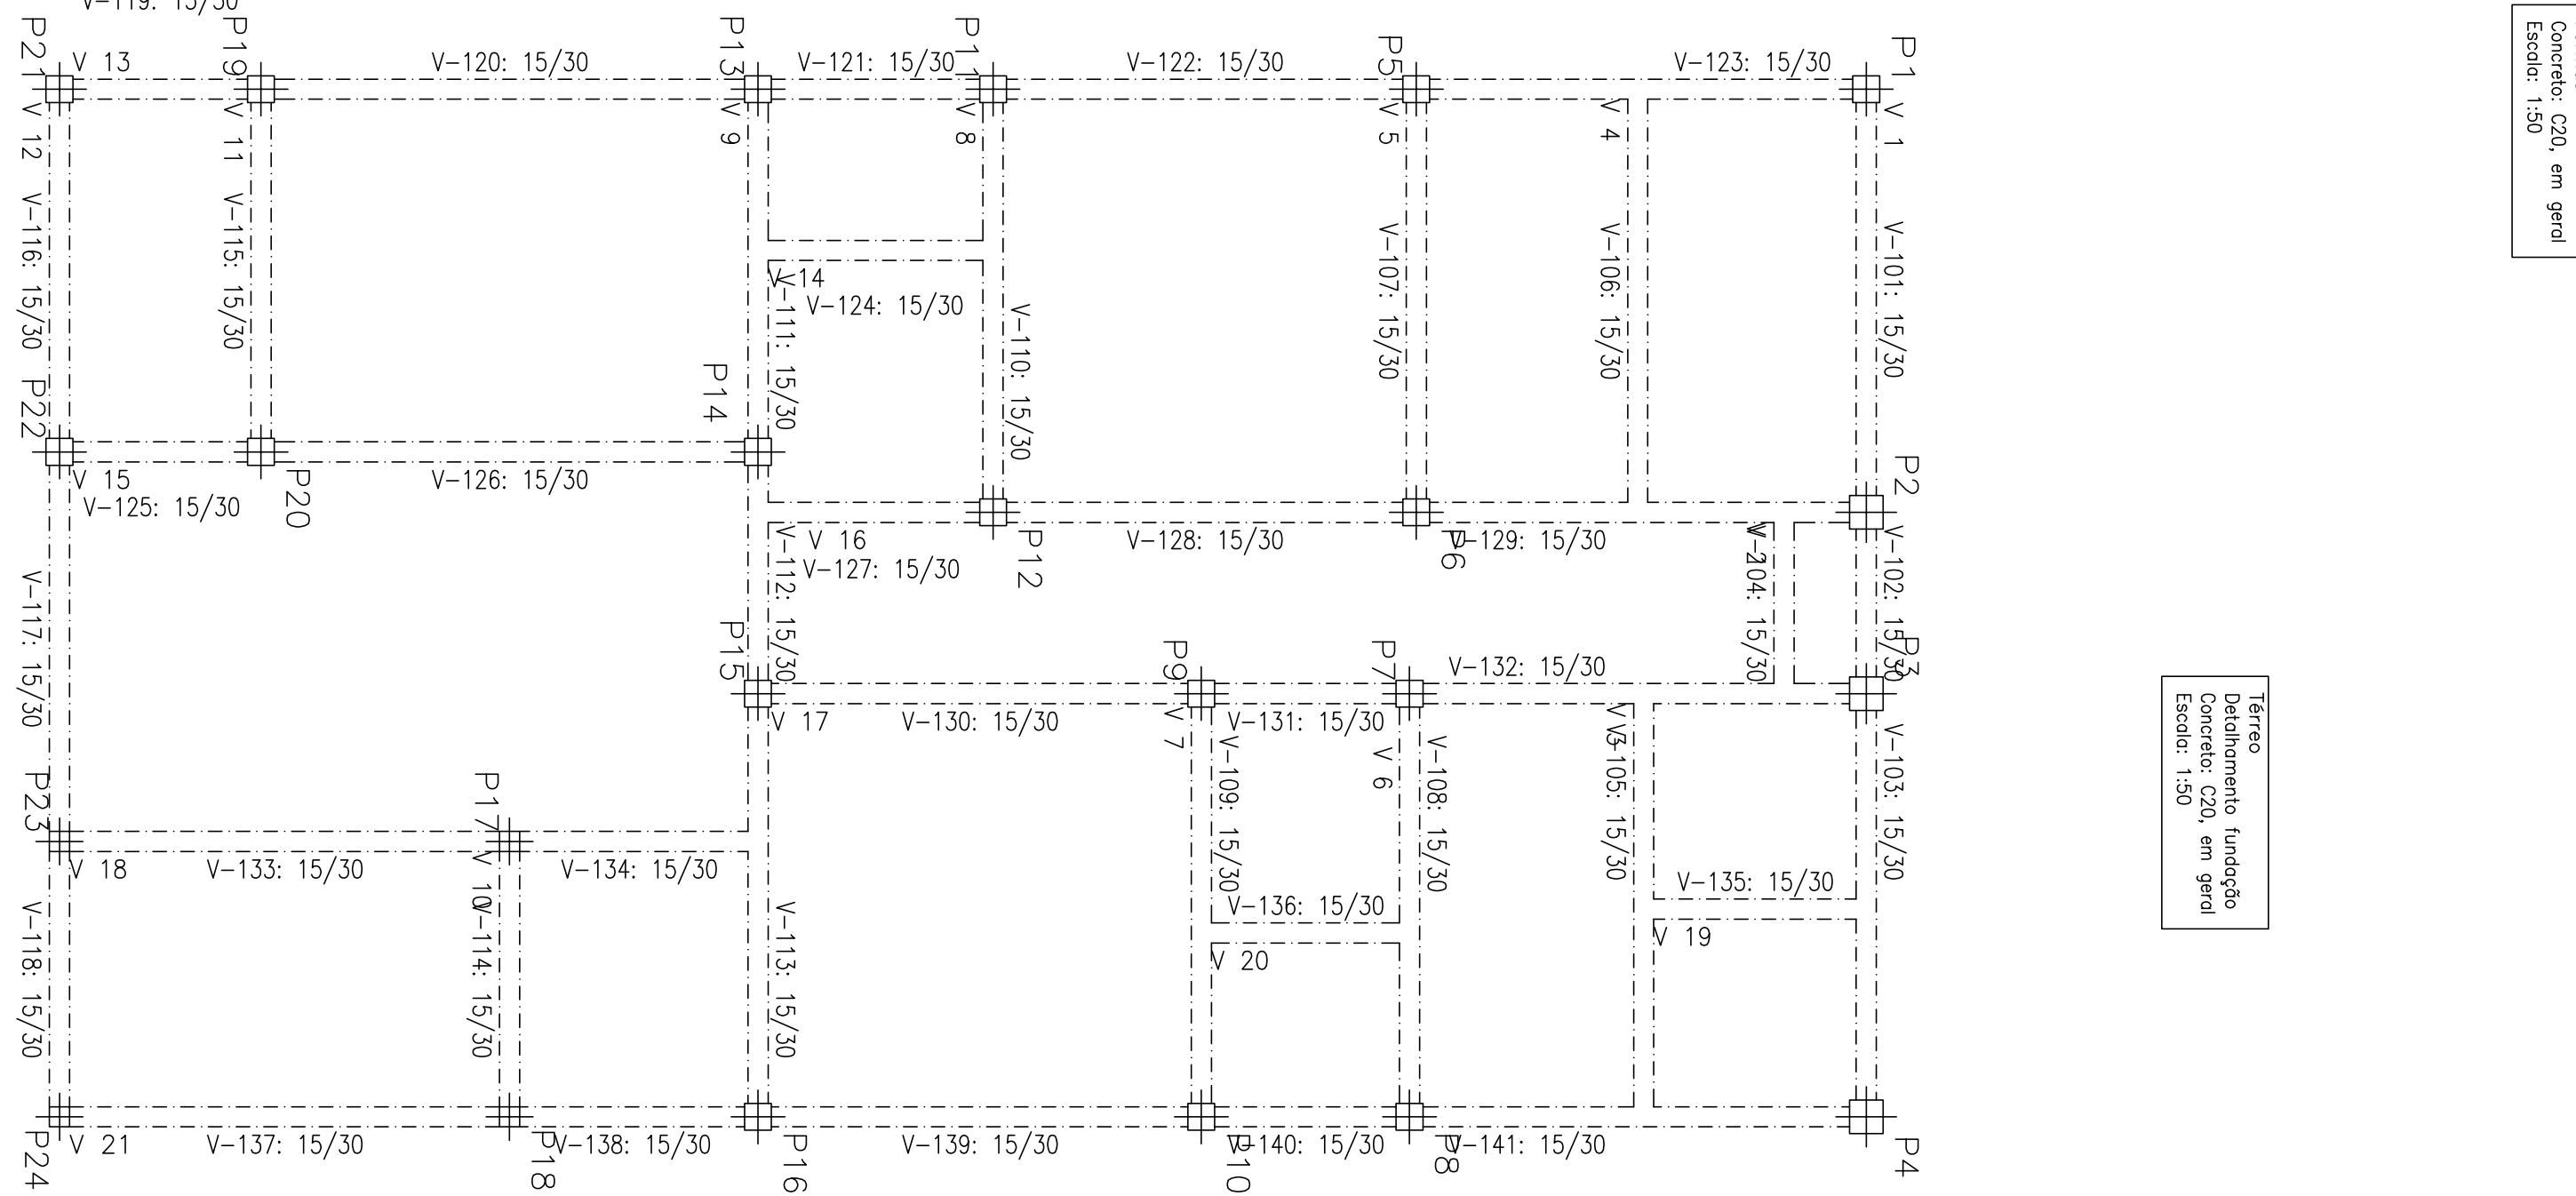 V-119: 15/30
P21
V 13
P19
V-120: 15/30
P13
V-121: 15/30
P11
V-122: 15/30
P5
V-123: 15/30
P1
V 12
V 11
V 9
V 8
V 5
V 4
V 1
V-116: 15/30
V-115: 15/30
V 14
V-124: 15/30
V-111: 15/30
V-110: 15/30
V-107: 15/30
V-106: 15/30
V-101: 15/30
P22
P14
P2
V 15
V-125: 15/30
P20
V-126: 15/30
V 16
V-127: 15/30
P12
V-128: 15/30
P6
V-129: 15/30
V-112: 15/30
V 2
V-104: 15/30
V-102: 15/30
V-117: 15/30
P15
P9
P7
V-132: 15/30
P3
V 17
V-130: 15/30
V 7
V-131: 15/30
V 6
V 3
V-105: 15/30
V-109: 15/30
V-108: 15/30
V-103: 15/30
P23
P17
V 18
V-133: 15/30
V 10
V-134: 15/30
V-135: 15/30
V-136: 15/30
V 19
V 20
V-118: 15/30
V-114: 15/30
V-113: 15/30
P24
V 21
V-137: 15/30
P18
V-138: 15/30
P16
V-139: 15/30
P10
V-140: 15/30
P8
V-141: 15/30
P4
Concreto: C20, em geral
Escala: 1:50
Térreo
Detalhamento fundação
Concreto: C20, em geral
Escala: 1:50